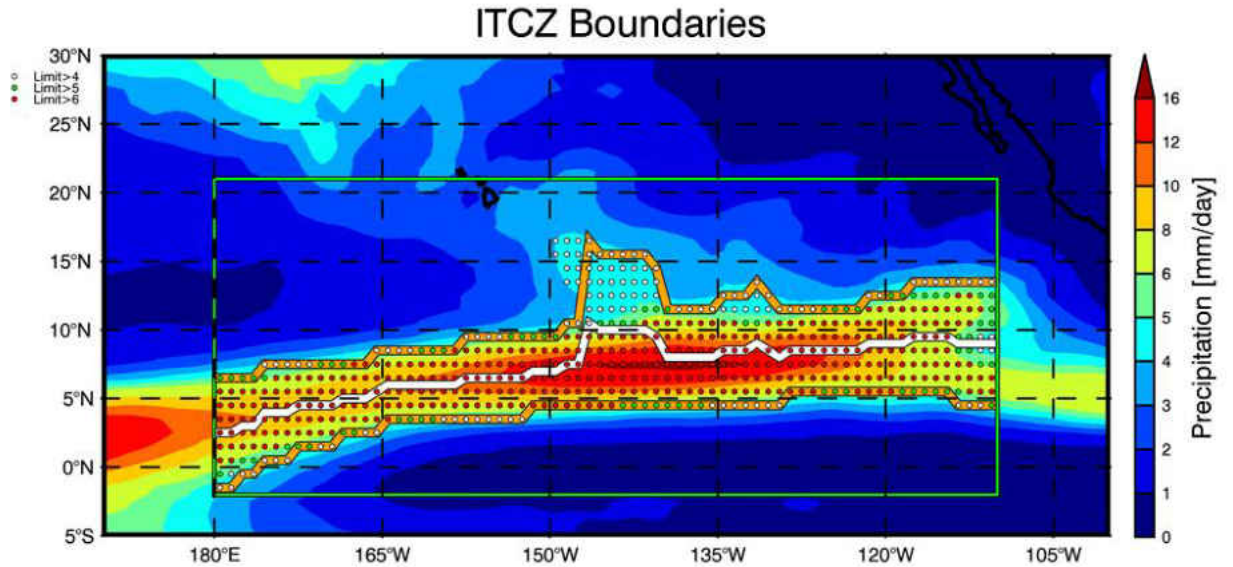 ITCZ Boundaries
30°N
Limit>4
Limit>5
Limit>6
25°N
20°N
15°N
10°N
5°N
0°N
5°S
180°E
165°W
150°W
135°W
120°W
105°W
16
12
10
8
6
5
4
3
2
1
0
Precipitation [mm/day]